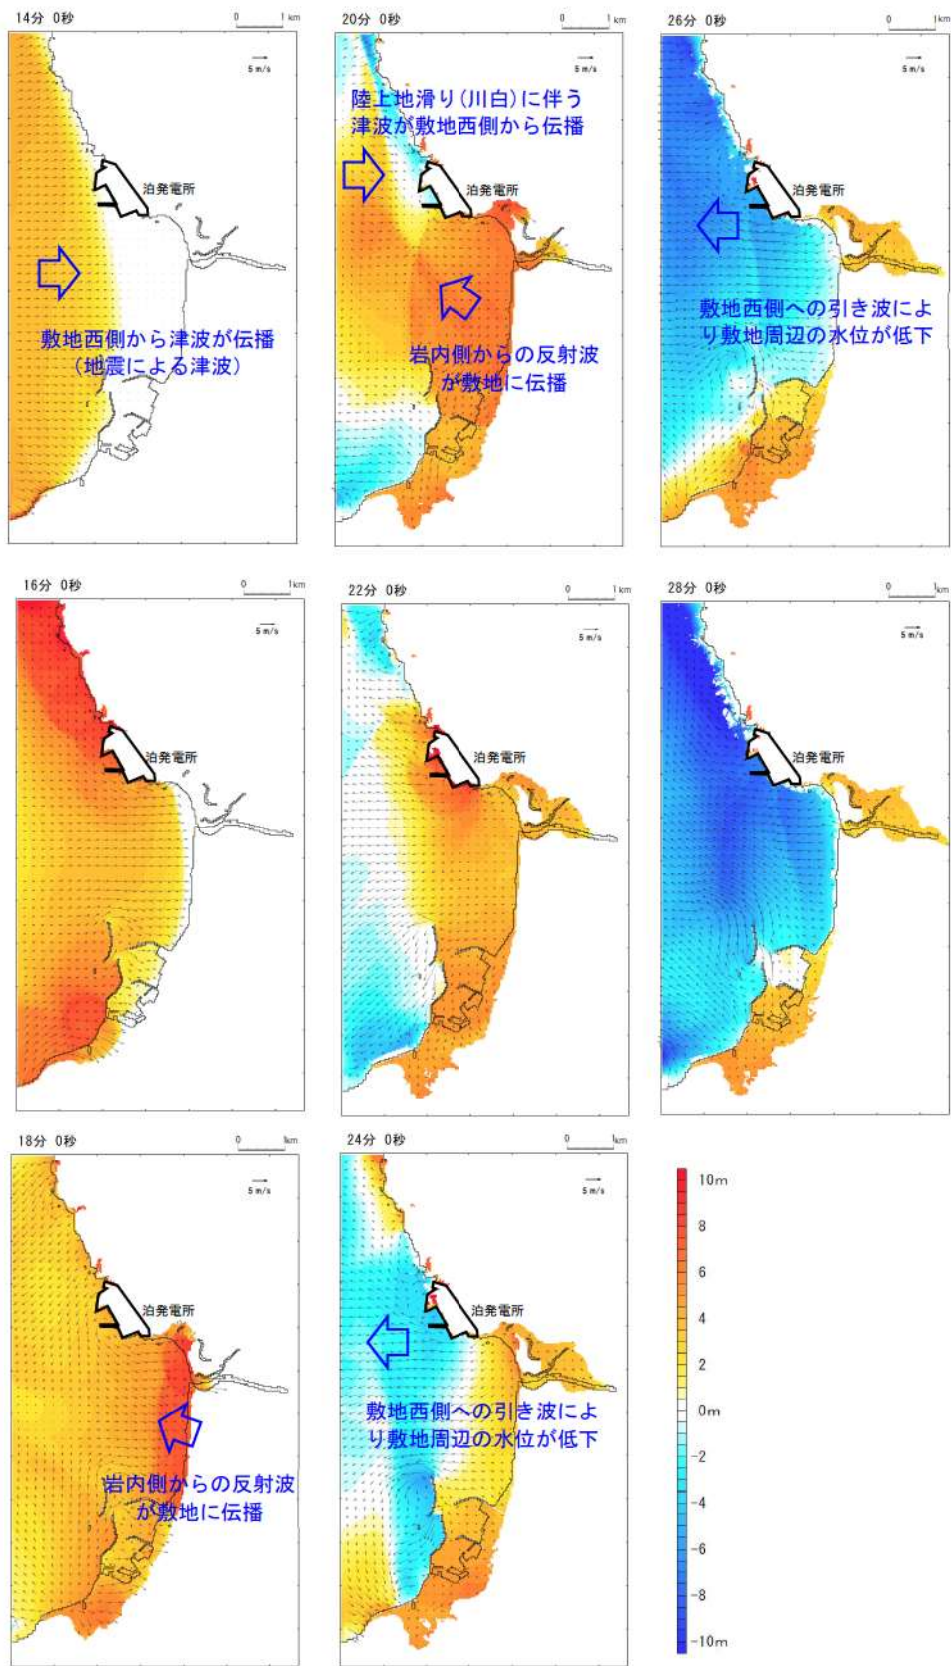 14分 0秒
0 1km
5 m/s
泊発電所
敷地西側から津波が伝播
(地震による津波)
16分 0秒
0 1km
5 m/s
泊発電所
18分 0秒
0 1km
5 m/s
泊発電所
岩内側からの反射波
が敷地に伝播
20分 0秒
0 1km
5 m/s
陸上地滑り(川白)に伴う
津波が敷地西側から伝播
泊発電所
岩内側からの反射波
が敷地に伝播
22分 0秒
0 1km
5 m/s
泊発電所
24分 0秒
0 1km
5 m/s
泊発電所
敷地西側への引き波によ
り敷地周辺の水位が低下
26分 0秒
0 1km
5 m/s
泊発電所
敷地西側への引き波によ
り敷地周辺の水位が低下
28分 0秒
0 1km
5 m/s
泊発電所
10m
8
6
4
2
0m
-2
-4
-6
-8
-10m